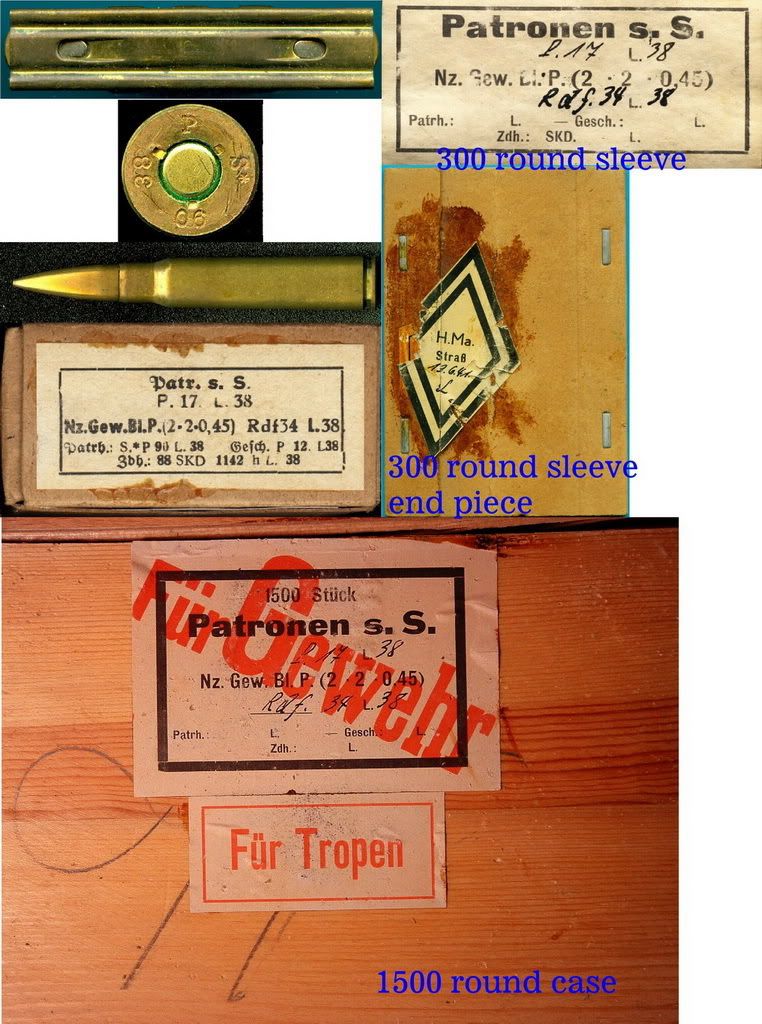 Patronen s. S.
P. 17 L. 38
Nz. Gew. Bl. P. (2 · 2 · 0,45)
Rdf. 34 L. 38
Patrh.: L. — Gesch.: L.
Zdh.: SKD. L.
300 round sleeve
P
S*
96
38
H.Ma.
Straß
300 round sleeve
end piece
Patr. s. S.
P. 17. L. 38
Nz.Gew.Bl.P.(2·2·0,45) Rdf34 L.38
Patrh.: S.* P 90 L. 38 Gesch. P 12. L38
Zdh.: 88 SKD 1142 h L. 38
Für Gewehr
1500 Stück
Patronen s. S.
P. 17 L. 38
Nz. Gew. Bl. P. (2 · 2 · 0,45)
Rdf. 34 L. 38
Patrh.: L. — Gesch.: L.
Zdh.: L.
Für Tropen
1500 round case